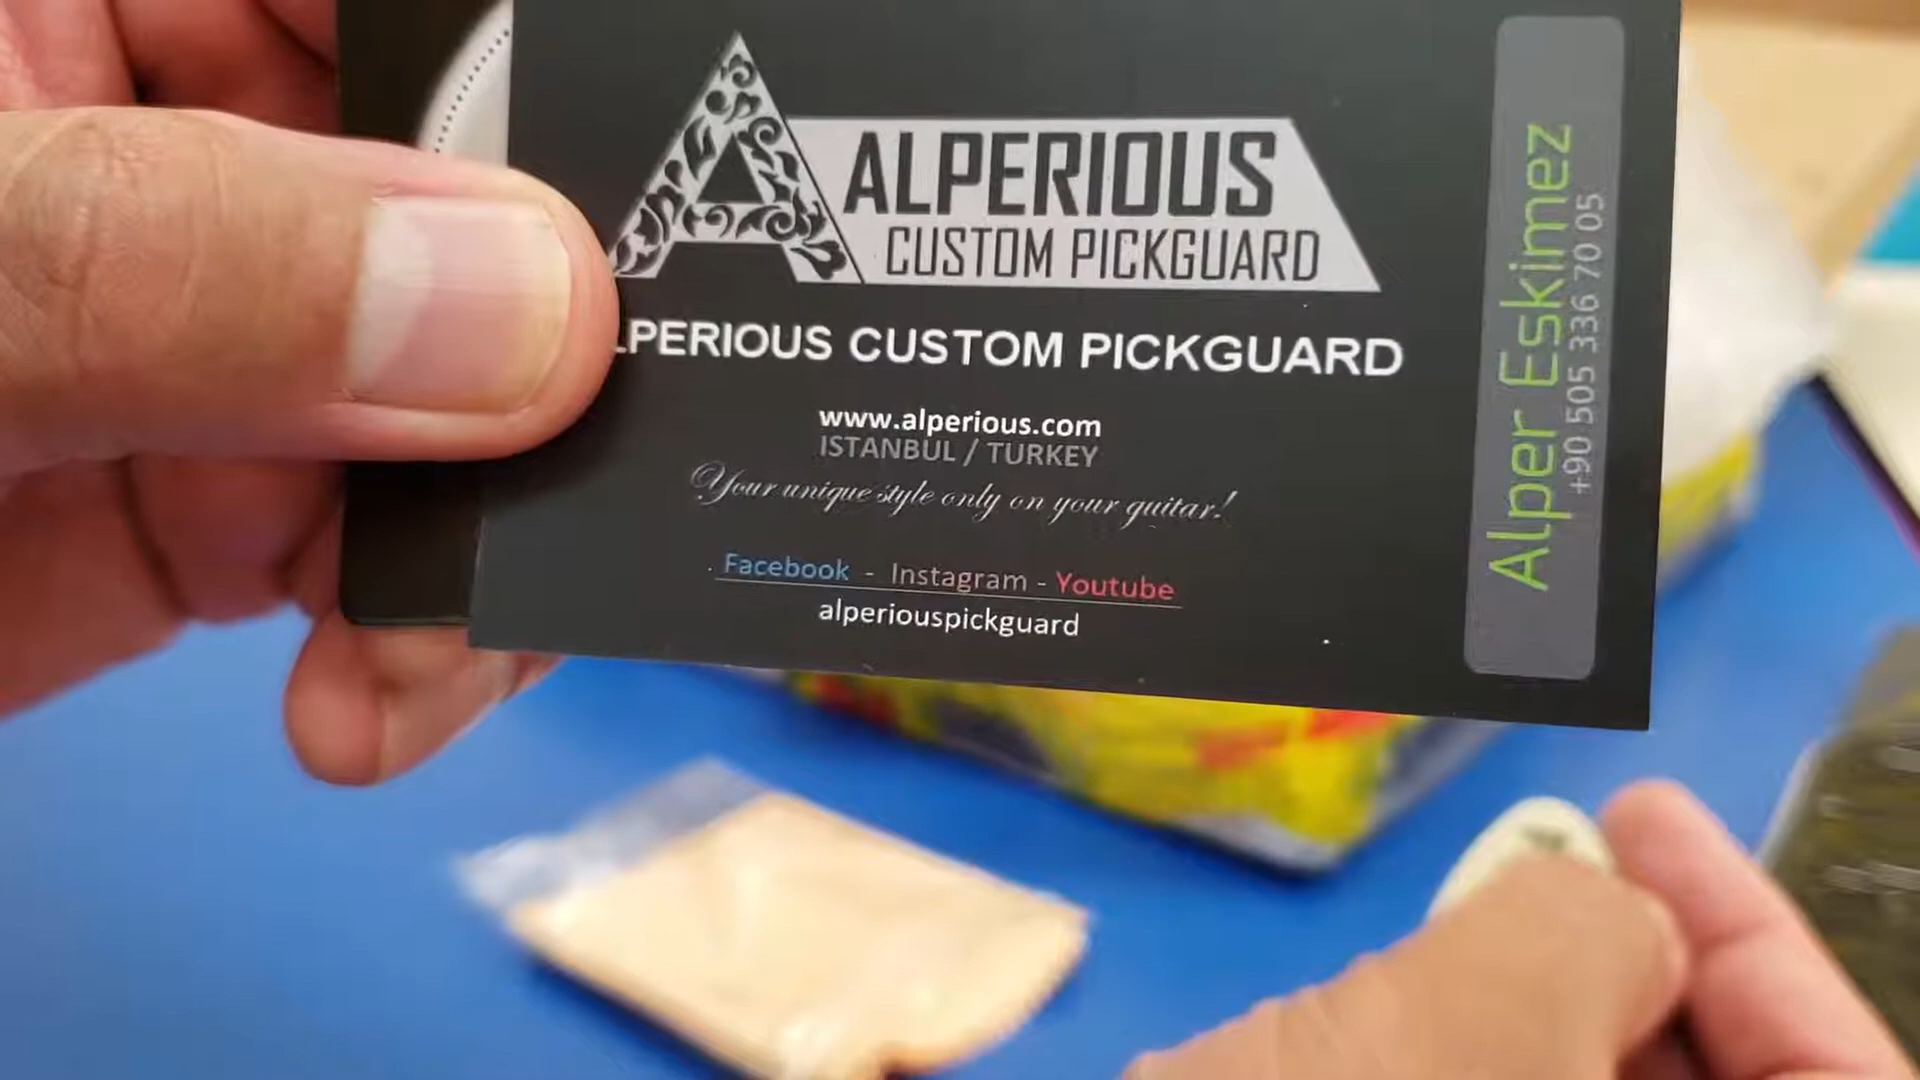 ALPERIOUS
CUSTOM PICKGUARD
LPERIOUS CUSTOM PICKGUARD
www.alperious.com
ISTANBUL / TURKEY
Your unique style only on your guitar!
Facebook - Instagram - Youtube
alperiouspickguard
Alper Eskimez
+90 505 336 70 05